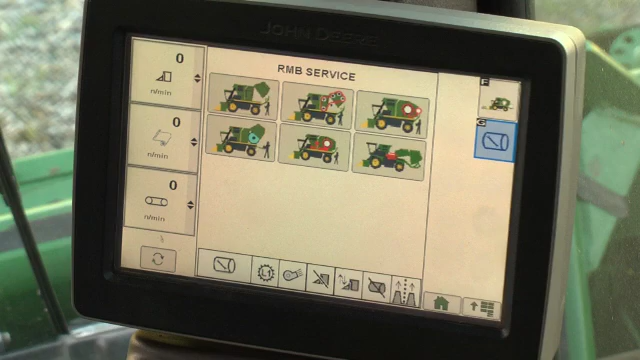 JOHN DEERE
RMB SERVICE
0
n/min
0
n/min
0
n/min
F
G